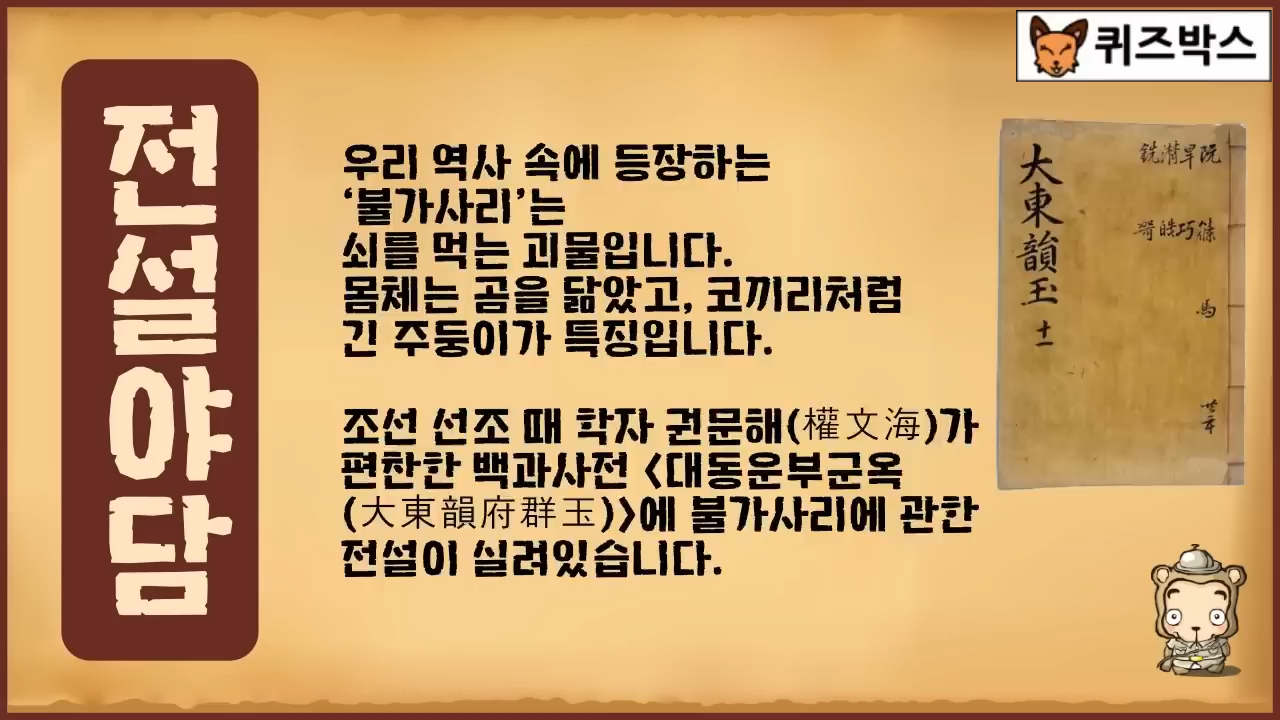 퀴즈박스
전설야담
우리 역사 속에 등장하는
‘불가사리’는
쇠를 먹는 괴물입니다.
몸체는 곰을 닮았고, 코끼리처럼
긴 주둥이가 특징입니다.
조선 선조 때 학자 권문해(權文海)가
편찬한 백과사전 <대동운부군옥
(大東韻府群玉)>에 불가사리에 관한
전설이 실려있습니다.
大東韻玉 十一